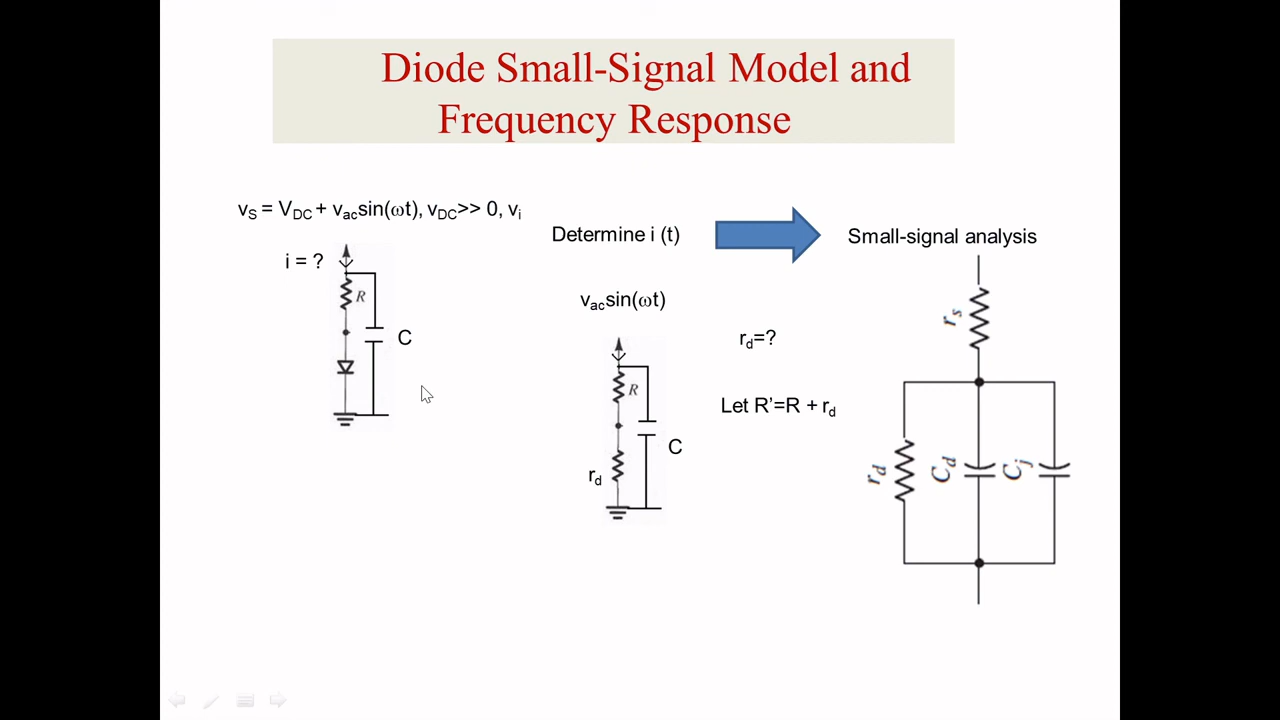 Diode Small-Signal Model and
Frequency Response
vS = VDC + vacsin(ωt), vDC>> 0, vi
Determine i (t)
Small-signal analysis
i = ?
R
C
vacsin(ωt)
rd=?
R
Let R'=R + rd
C
rd
rs
rd
Cd
Cj